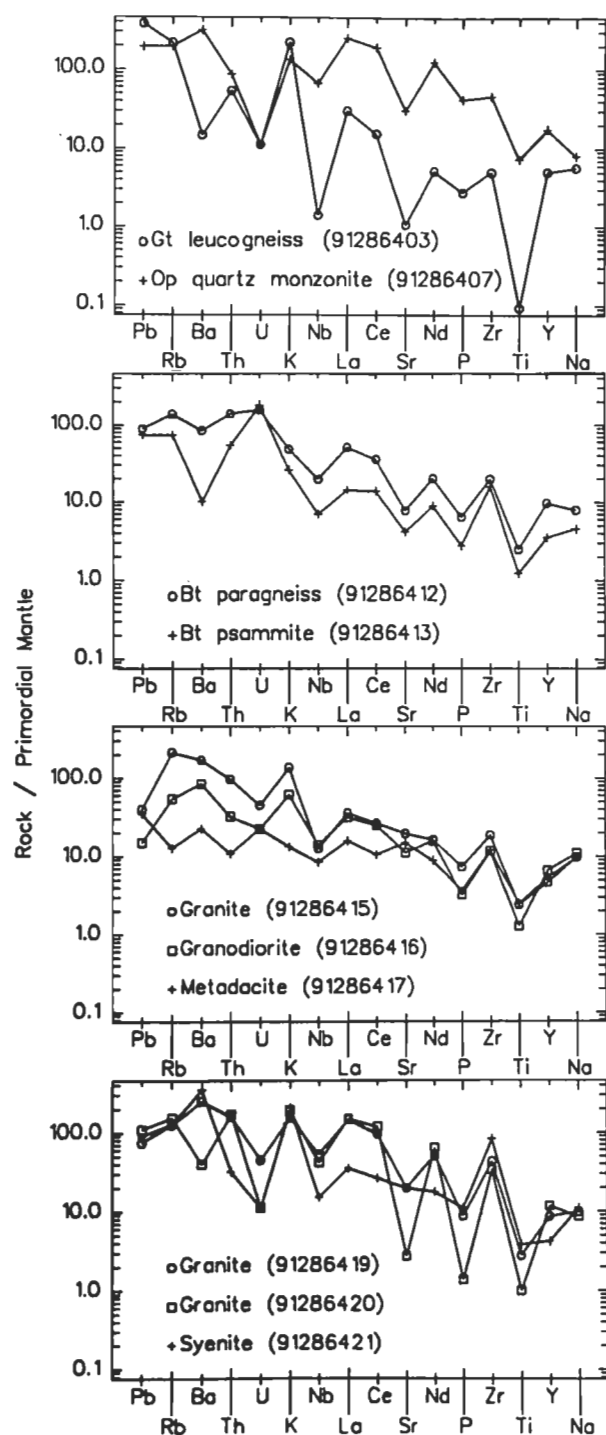 Rock / Primordial Mantle
100.0
10.0
1.0
0.1
Gt leucogneiss (91286403)
+Op quartz monzonite (91286407)
Pb Ba U Nb Ce Nd Zr Y
Rb Th K La Sr P Ti Na
100.0
10.0
1.0
0.1
Bt paragneiss (91286412)
+Bt psammite (91286413)
Pb Ba U Nb Ce Nd Zr Y
Rb Th K La Sr P Ti Na
100.0
10.0
1.0
0.1
Granite (91286415)
Granodiorite (91286416)
+Metadacite (91286417)
Pb Ba U Nb Ce Nd Zr Y
Rb Th K La Sr P Ti Na
100.0
10.0
1.0
0.1
Granite (91286419)
Granite (91286420)
+Syenite (91286421)
Pb Ba U Nb Ce Nd Zr Y
Rb Th K La Sr P Ti Na